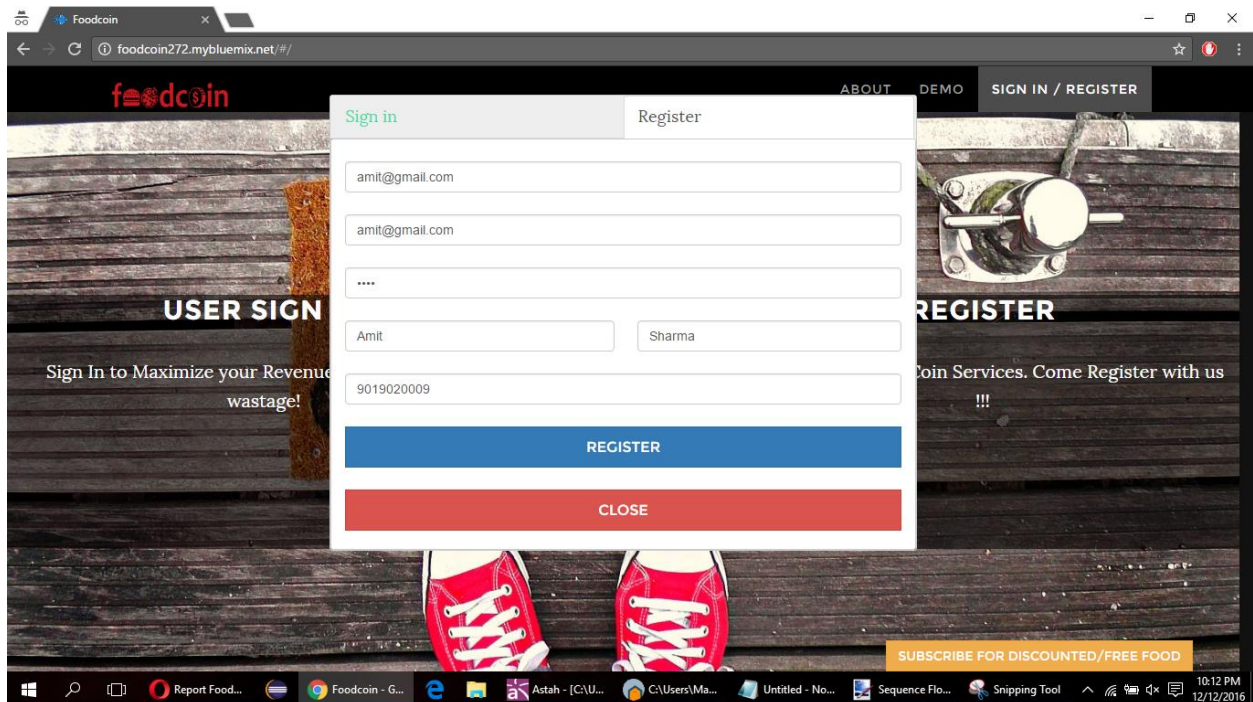 Foodcoin
foodcoin272.mybluemix.net/#/
foodcoin
ABOUT DEMO SIGN IN / REGISTER
Sign in Register
amit@gmail.com
amit@gmail.com
••••
USER SIGN REGISTER
Amit Sharma
Sign In to Maximize your Revenue Coin Services. Come Register with us
wastage! !!!
9019020009
REGISTER
CLOSE
SUBSCRIBE FOR DISCOUNTED/FREE FOOD
Report Food... Foodcoin - G... Astah - [C:\U... C:\Users\Ma... Untitled - No... Sequence Flo... Snipping Tool 10:12 PM
12/12/2016